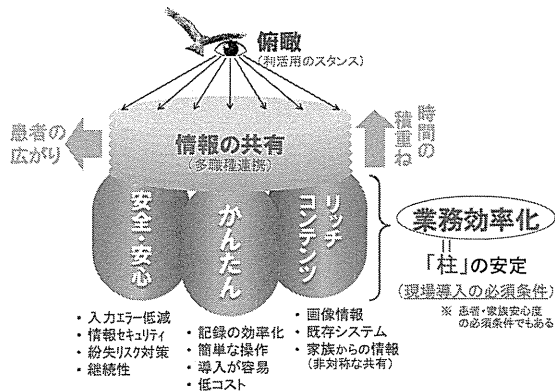 俯瞰
(利活用のスタンス)
患者の
広がり
情報の共有
(多職種連携)
時間の
積重ね
安全・安心
かんたん
リッチ
コンテンツ
業務効率化
=
「柱」の安定
(現場導入の必須条件)
※ 患者・家族安心度
の必須条件でもある
・入力エラー低減
・情報セキュリティ
・紛失リスク対策
・継続性
・記録の効率化
・簡単な操作
・導入が容易
・低コスト
・画像情報
・既存システム
・家族からの情報
(非対称な共有)